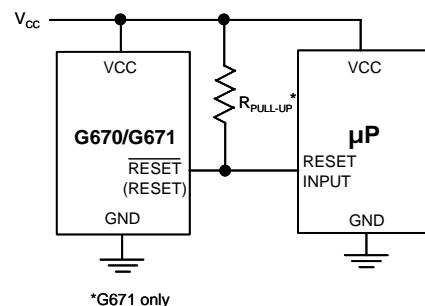 VCC
VCC
RPULL-UP*
VCC
G670/G671
µP
RESET
(RESET)
RESET
INPUT
GND
GND
*G671 only